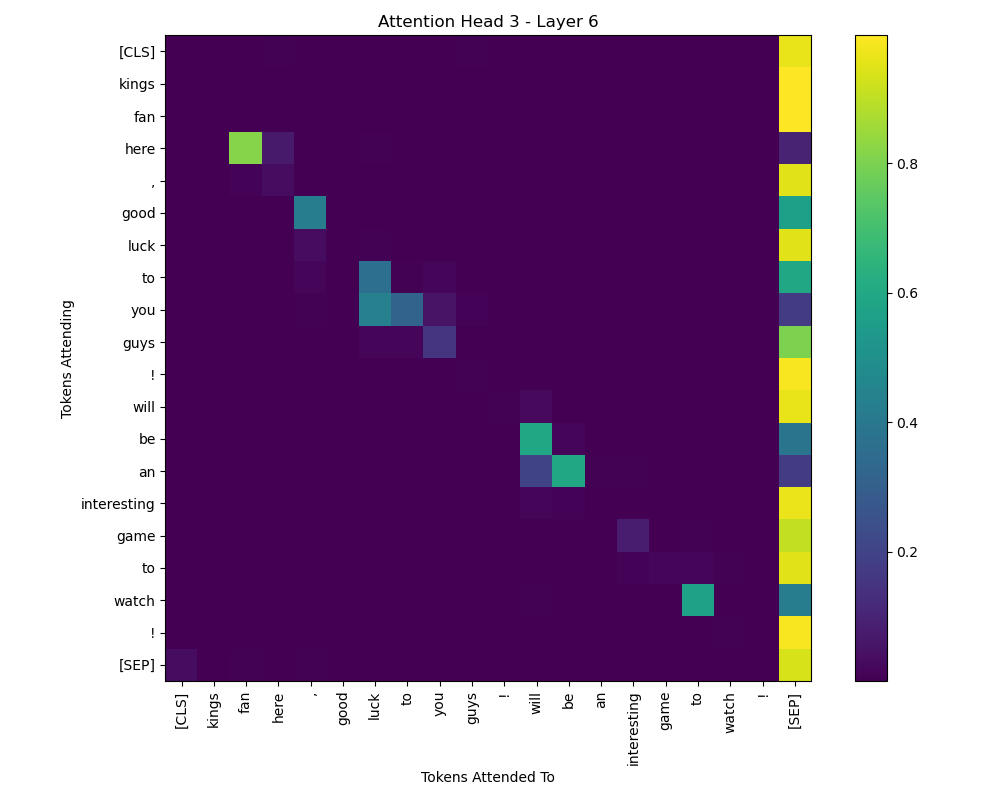 Attention Head 3 - Layer 6
Tokens Attending
[CLS]
kings
fan
here
,
good
luck
to
you
guys
!
will
be
an
interesting
game
to
watch
!
[SEP]
[CLS]
kings
fan
here
,
good
luck
to
you
guys
!
will
be
an
interesting
game
to
watch
!
[SEP]
Tokens Attended To
0.8
0.6
0.4
0.2